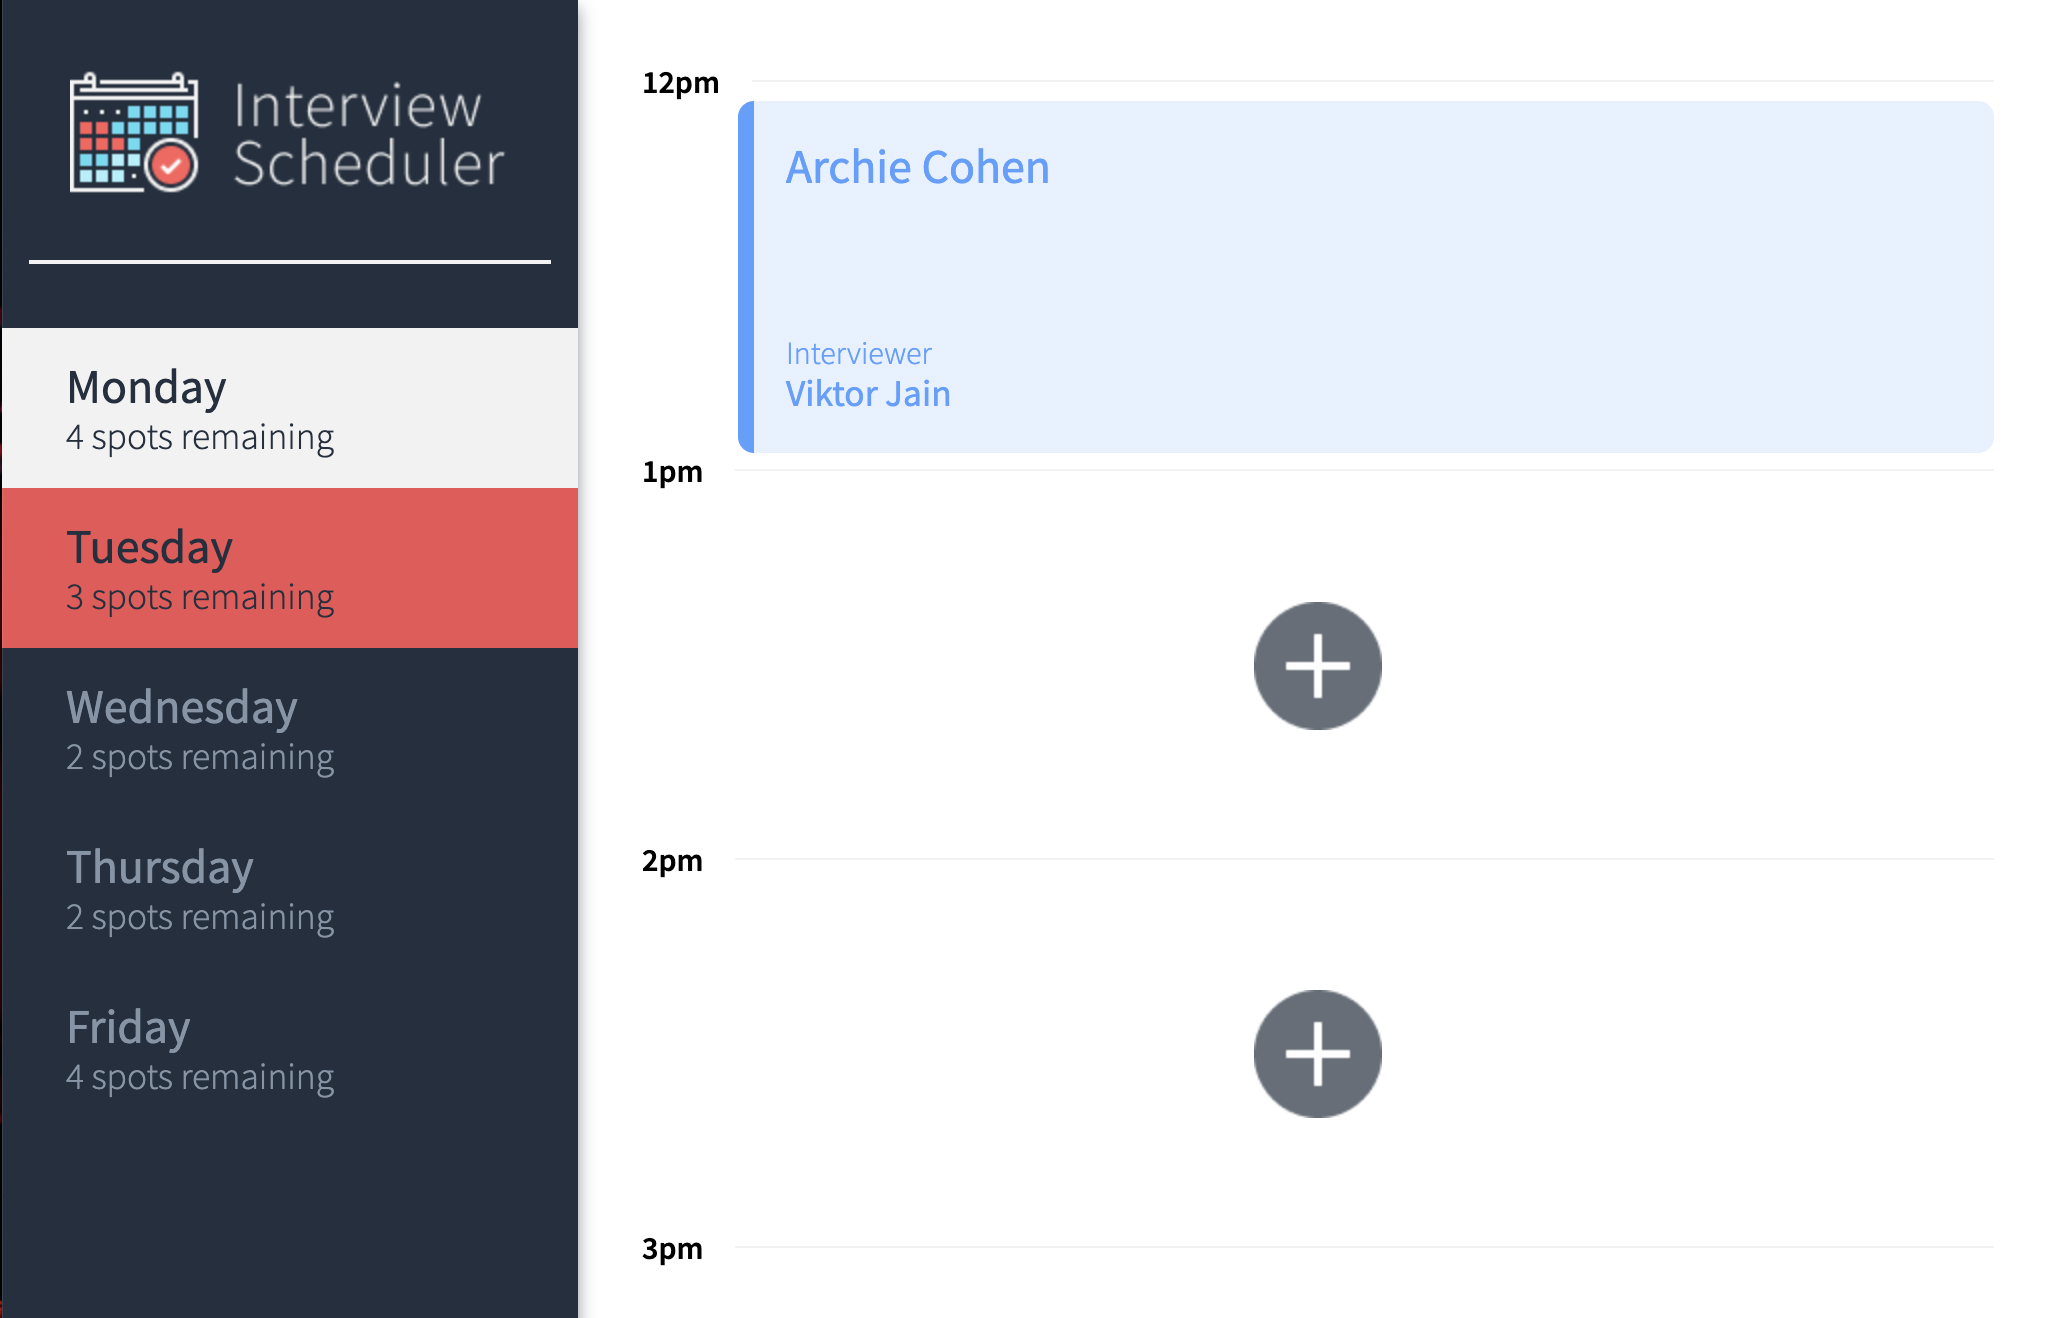 Interview
Scheduler
Monday
4 spots remaining
Tuesday
3 spots remaining
Wednesday
2 spots remaining
Thursday
2 spots remaining
Friday
4 spots remaining
12pm
Archie Cohen
Interviewer
Viktor Jain
1pm
2pm
3pm